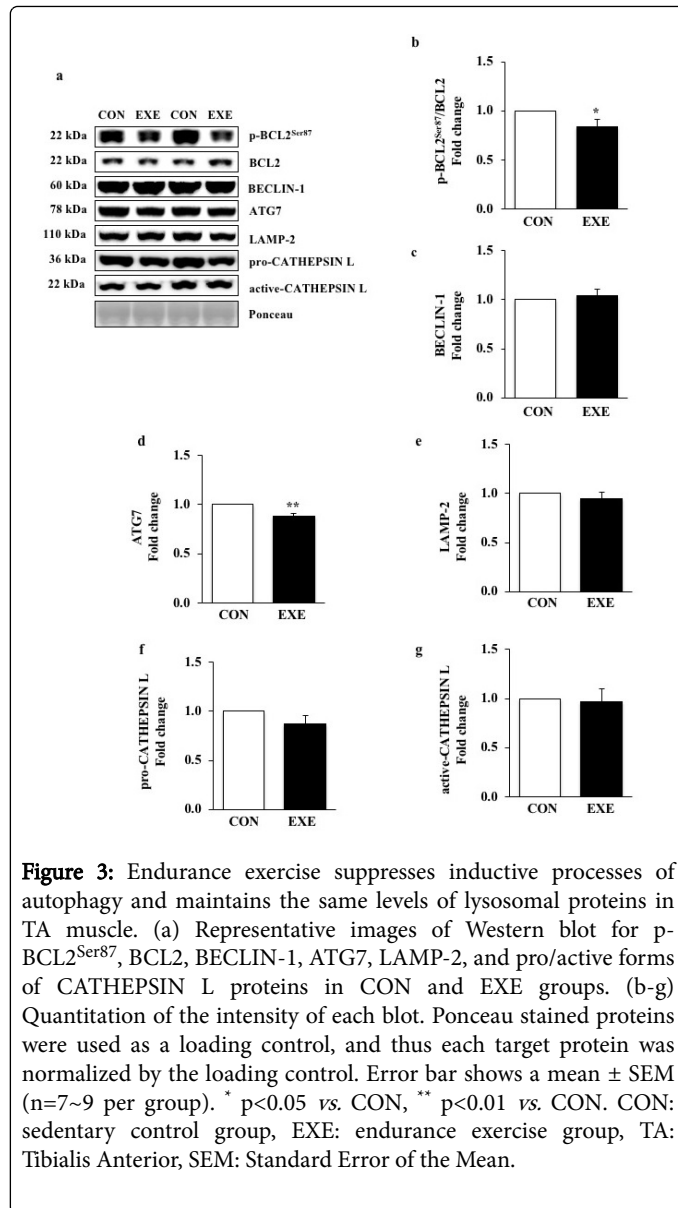 a
CON EXE CON EXE
22 kDa p-BCL2Ser87
22 kDa BCL2
60 kDa BECLIN-1
78 kDa ATG7
110 kDa LAMP-2
36 kDa pro-CATHEPSIN L
22 kDa active-CATHEPSIN L
Ponceau
b
p-BCL2Ser87/BCL2
Fold change
1.5
1.0
0.5
0.0
*
CON EXE
c
BECLIN-1
Fold change
1.5
1.0
0.5
0.0
CON EXE
d
ATG7
Fold change
1.5
1.0
0.5
0.0
**
CON EXE
e
LAMP-2
Fold change
1.5
1.0
0.5
0.0
CON EXE
f
pro-CATHEPSIN L
Fold change
1.5
1.0
0.5
0.0
CON EXE
g
active-CATHEPSIN L
Fold change
1.5
1.0
0.5
0.0
CON EXE
Figure 3: Endurance exercise suppresses inductive processes of
autophagy and maintains the same levels of lysosomal proteins in
TA muscle. (a) Representative images of Western blot for p-
BCL2Ser87, BCL2, BECLIN-1, ATG7, LAMP-2, and pro/active forms
of CATHEPSIN L proteins in CON and EXE groups. (b-g)
Quantitation of the intensity of each blot. Ponceau stained proteins
were used as a loading control, and thus each target protein was
normalized by the loading control. Error bar shows a mean ± SEM
(n=7~9 per group). * p<0.05 vs. CON, ** p<0.01 vs. CON. CON:
sedentary control group, EXE: endurance exercise group, TA:
Tibialis Anterior, SEM: Standard Error of the Mean.